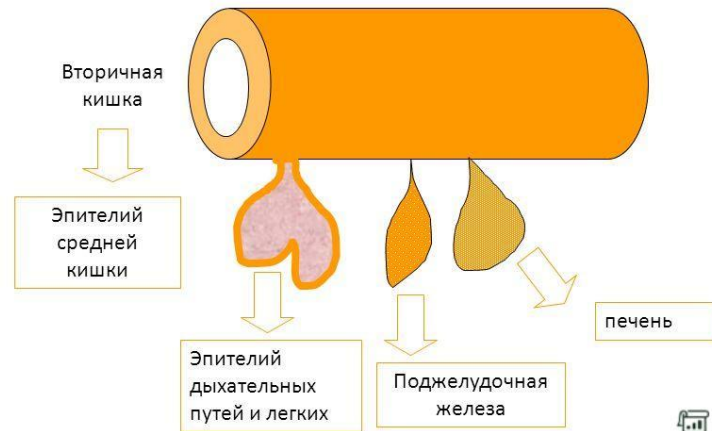 Вторичная
кишка
Эпителий
средней
кишки
печень
Эпителий
дыхательных
путей и легких
Поджелудочная
железа